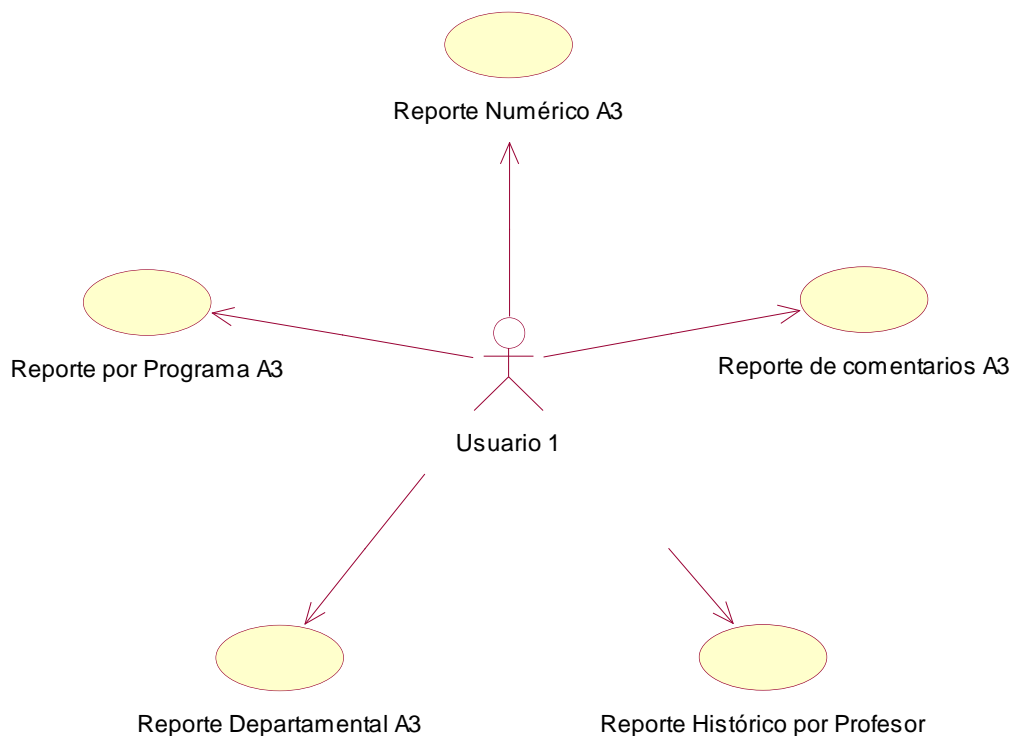 Reporte Numérico A3
Reporte por Programa A3
Reporte de comentarios A3
Usuario 1
Reporte Departamental A3
Reporte Histórico por Profesor